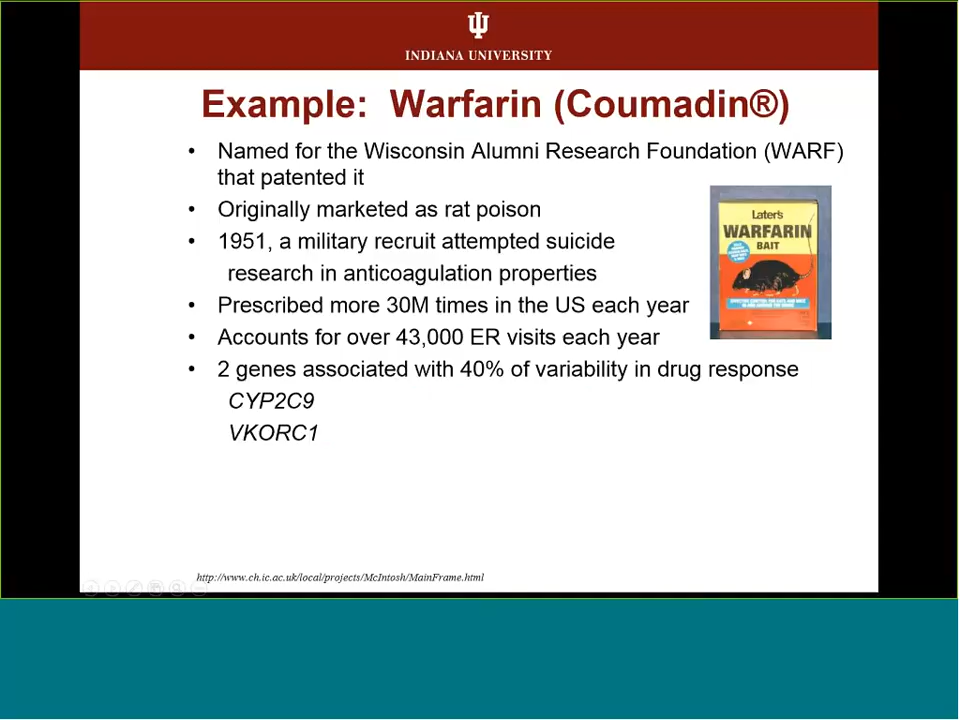 INDIANA UNIVERSITY
Example: Warfarin (Coumadin®)
• Named for the Wisconsin Alumni Research Foundation (WARF)
that patented it
• Originally marketed as rat poison
• 1951, a military recruit attempted suicide
research in anticoagulation properties
• Prescribed more 30M times in the US each year
• Accounts for over 43,000 ER visits each year
• 2 genes associated with 40% of variability in drug response
CYP2C9
VKORC1
Later's
WARFARIN
BAIT
http://www.ch.ic.ac.uk/local/projects/McIntosh/MainFrame.html